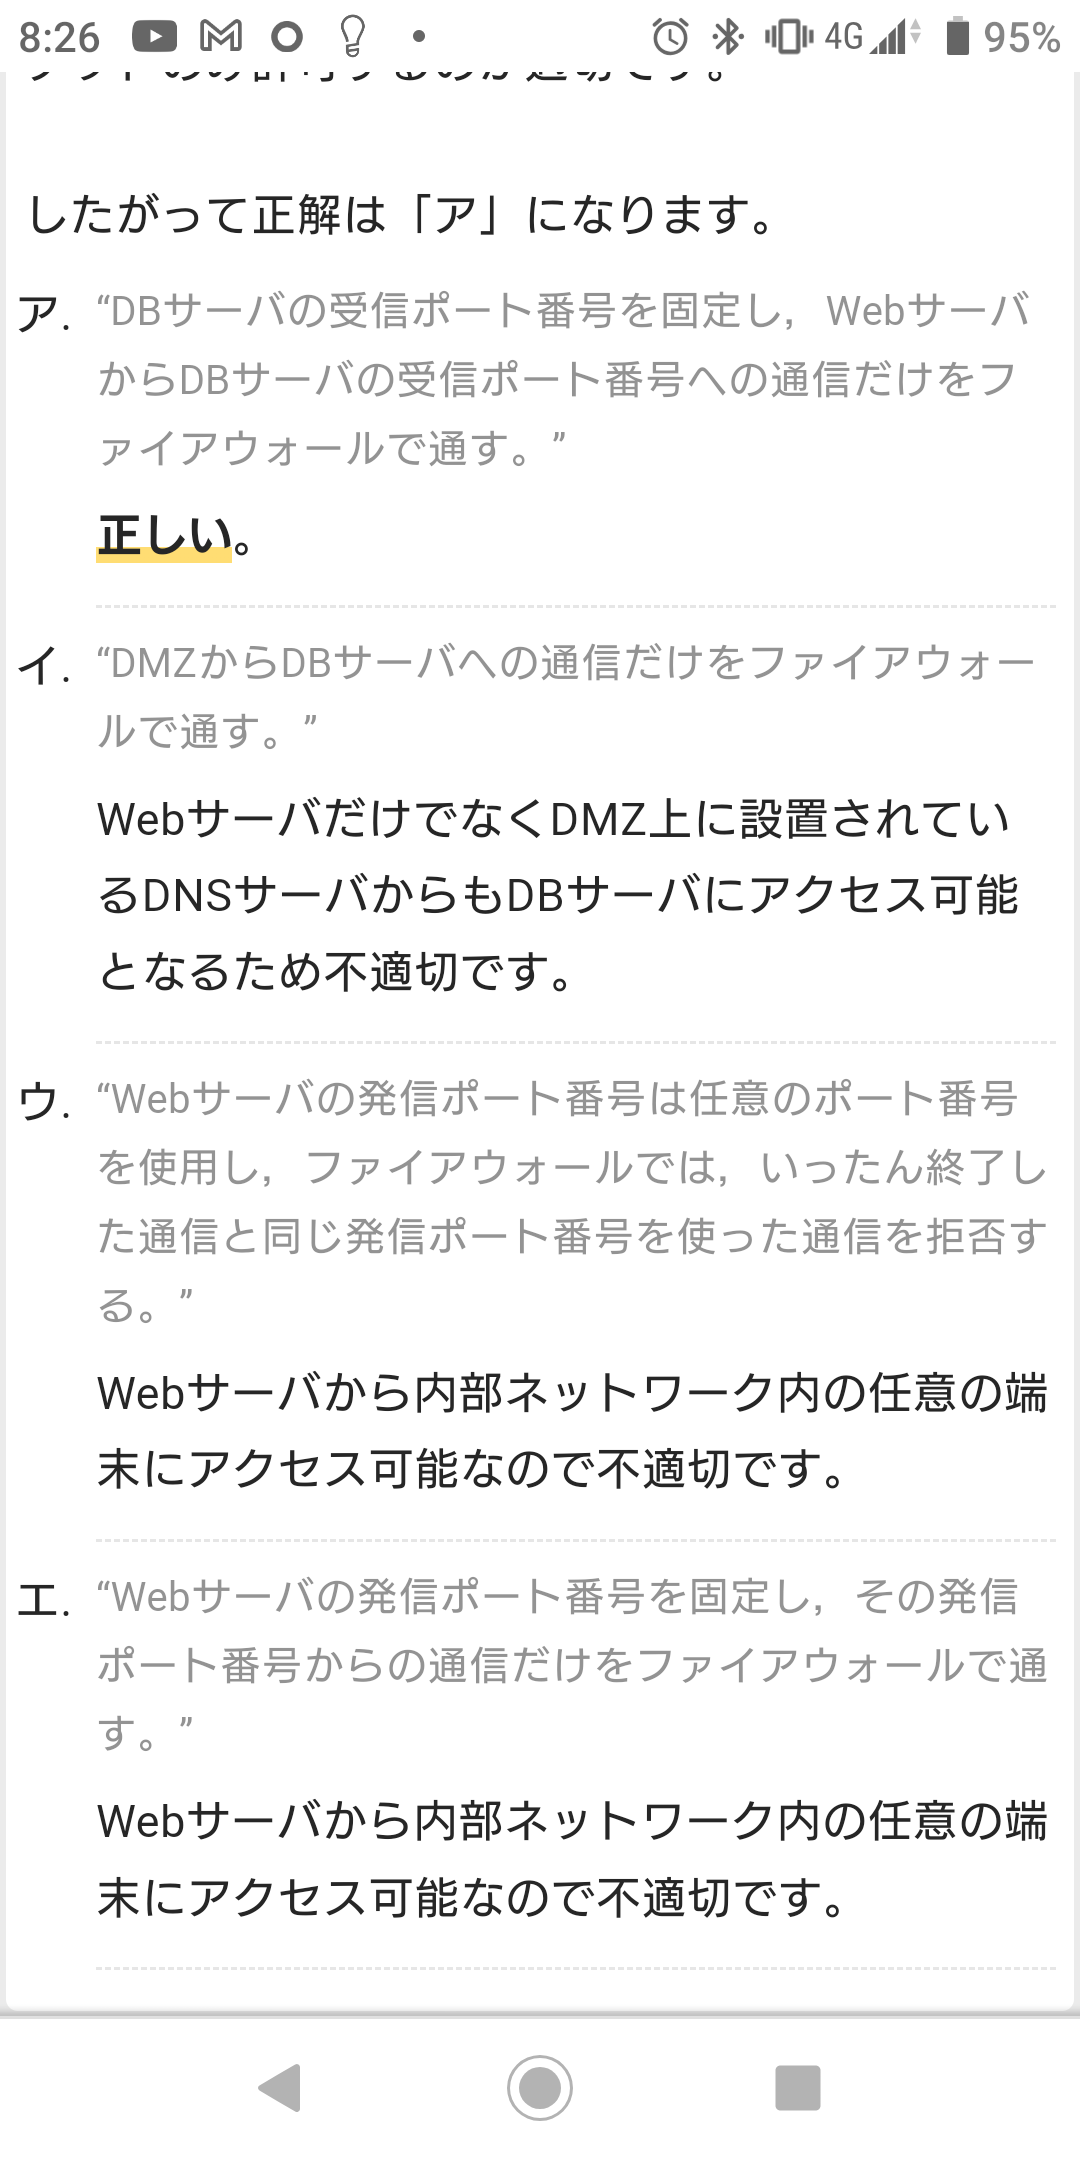 8:26 4G 95%
したがって正解は「ア」になります。
ア. “DBサーバの受信ポート番号を固定し，Webサーバ
からDBサーバの受信ポート番号への通信だけをフ
ァイアウォールで通す。”
正しい。
イ. “DMZからDBサーバへの通信だけをファイアウォー
ルで通す。”
WebサーバだけでなくDMZ上に設置されてい
るDNSサーバからもDBサーバにアクセス可能
となるため不適切です。
ウ. “Webサーバの発信ポート番号は任意のポート番号
を使用し，ファイアウォールでは，いったん終了し
た通信と同じ発信ポート番号を使った通信を拒否す
る。”
Webサーバから内部ネットワーク内の任意の端
末にアクセス可能なので不適切です。
エ. “Webサーバの発信ポート番号を固定し，その発信
ポート番号からの通信だけをファイアウォールで通
す。”
Webサーバから内部ネットワーク内の任意の端
末にアクセス可能なので不適切です。